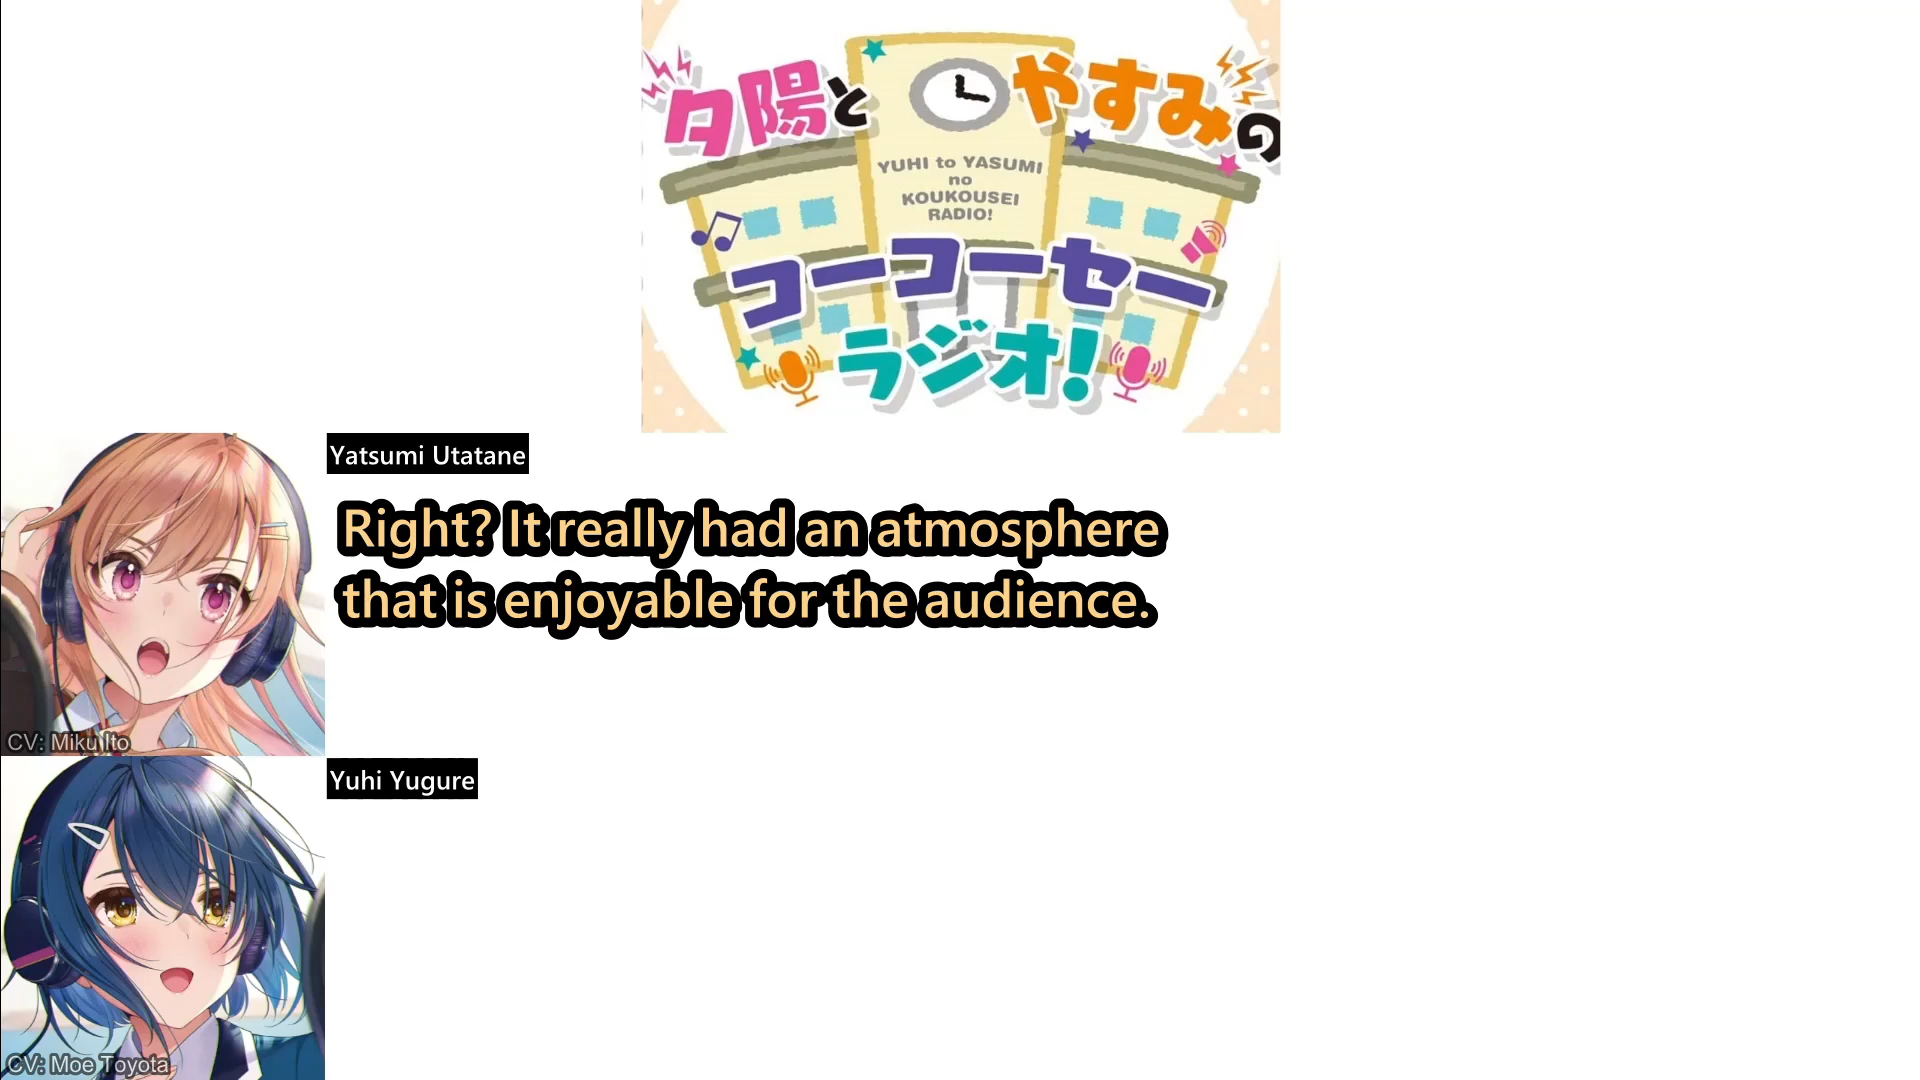 夕陽と やすみの
YUHI to YASUMI
no
KOUKOUSEI
RADIO!
コーコーセー
ラジオ!
Yatsumi Utatane
Right? It really had an atmosphere
that is enjoyable for the audience.
CV: Miku Ito
Yuhi Yugure
CV: Moe Toyota